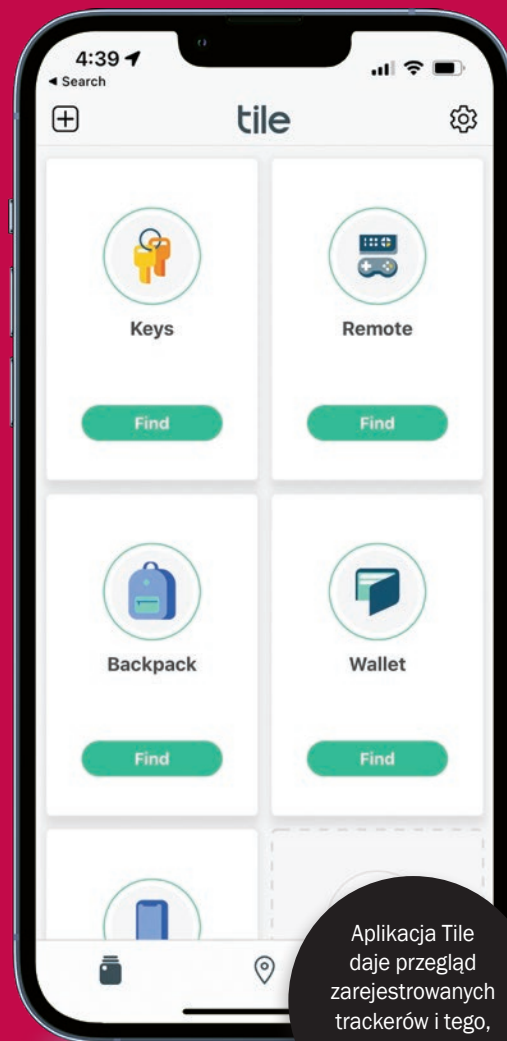 4:39
Search
tile
Keys
Remote
Find
Find
Backpack
Wallet
Find
Find
Aplikacja Tile
daje przegląd
zarejestrowanych
trackerów i tego,